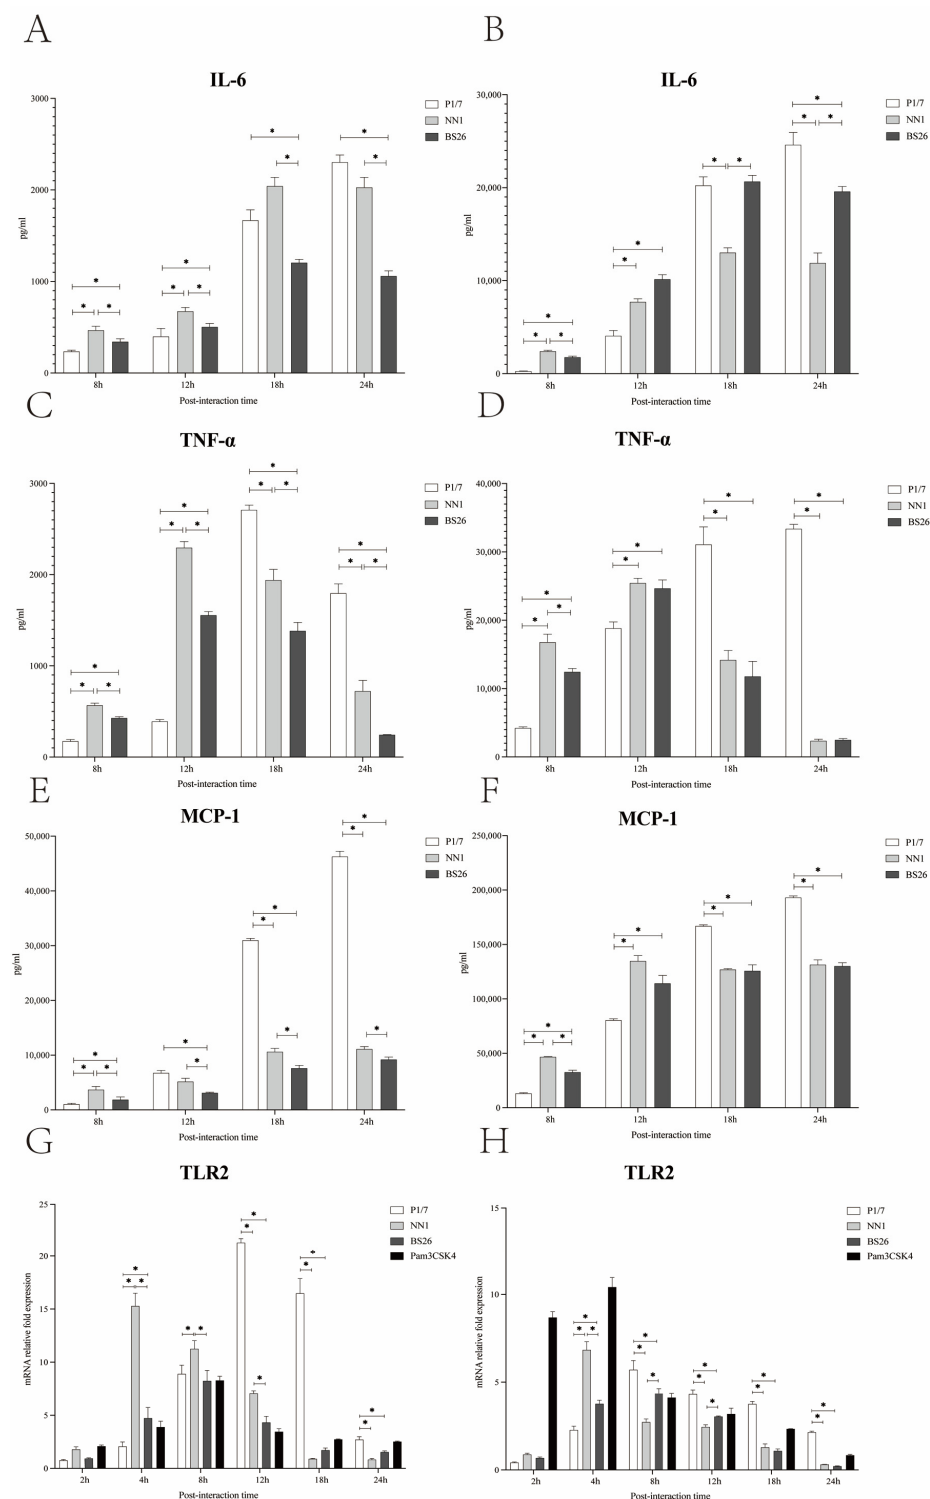 A
IL-6
3000
2000
1000
0
pg/ml
* * * * * * * * * *
8h 12h 18h 24h
Post-interaction time
P1/7
NN1
BS26
B
IL-6
30,000
20,000
10,000
0
pg/ml
* * * * * * * * * *
8h 12h 18h 24h
Post-interaction time
P1/7
NN1
BS26
C
TNF-α
3000
2000
1000
0
pg/ml
* * * * * * * * * * * *
8h 12h 18h 24h
Post-interaction time
P1/7
NN1
BS26
D
TNF-α
40,000
30,000
20,000
10,000
0
pg/ml
* * * * * * * * *
8h 12h 18h 24h
Post-interaction time
P1/7
NN1
BS26
E
MCP-1
50,000
40,000
30,000
20,000
10,000
0
pg/ml
* * * * * * * * * * *
8h 12h 18h 24h
Post-interaction time
P1/7
NN1
BS26
F
MCP-1
250,000
200,000
150,000
100,000
50,000
0
pg/ml
* * * * * * * * *
8h 12h 18h 24h
Post-interaction time
P1/7
NN1
BS26
G
TLR2
25
20
15
10
5
0
mRNA relative fold expression
* * * * * * * * * * * *
2h 4h 8h 12h 18h 24h
Post-interaction time
P1/7
NN1
BS26
Pam3CSK4
H
TLR2
15
10
5
0
mRNA relative fold expression
* * * * * * * * * * * * *
2h 4h 8h 12h 18h 24h
Post-interaction time
P1/7
NN1
BS26
Pam3CSK4